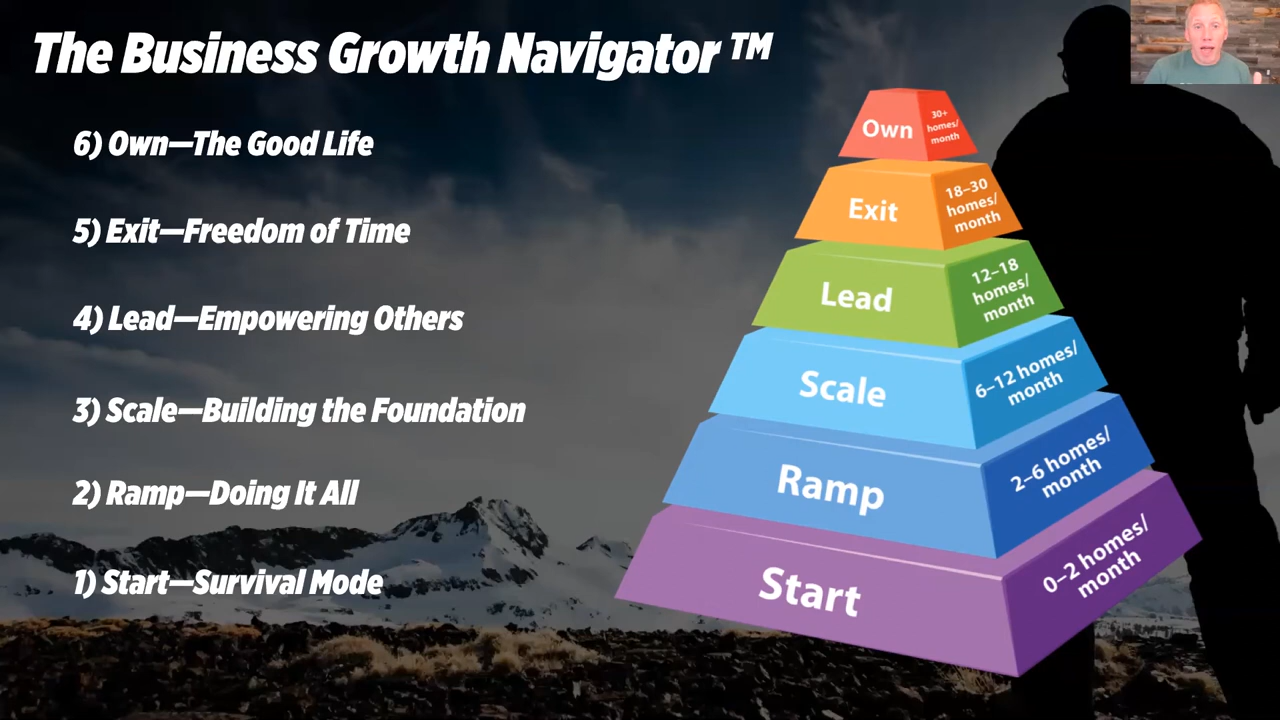 The Business Growth Navigator ™
6) Own—The Good Life
5) Exit—Freedom of Time
4) Lead—Empowering Others
3) Scale—Building the Foundation
2) Ramp—Doing It All
1) Start—Survival Mode
Own
30+
homes/
month
Exit
18–30
homes/
month
Lead
12–18
homes/
month
Scale
6–12 homes/
month
Ramp
2–6 homes/
month
Start
0–2 homes/
month